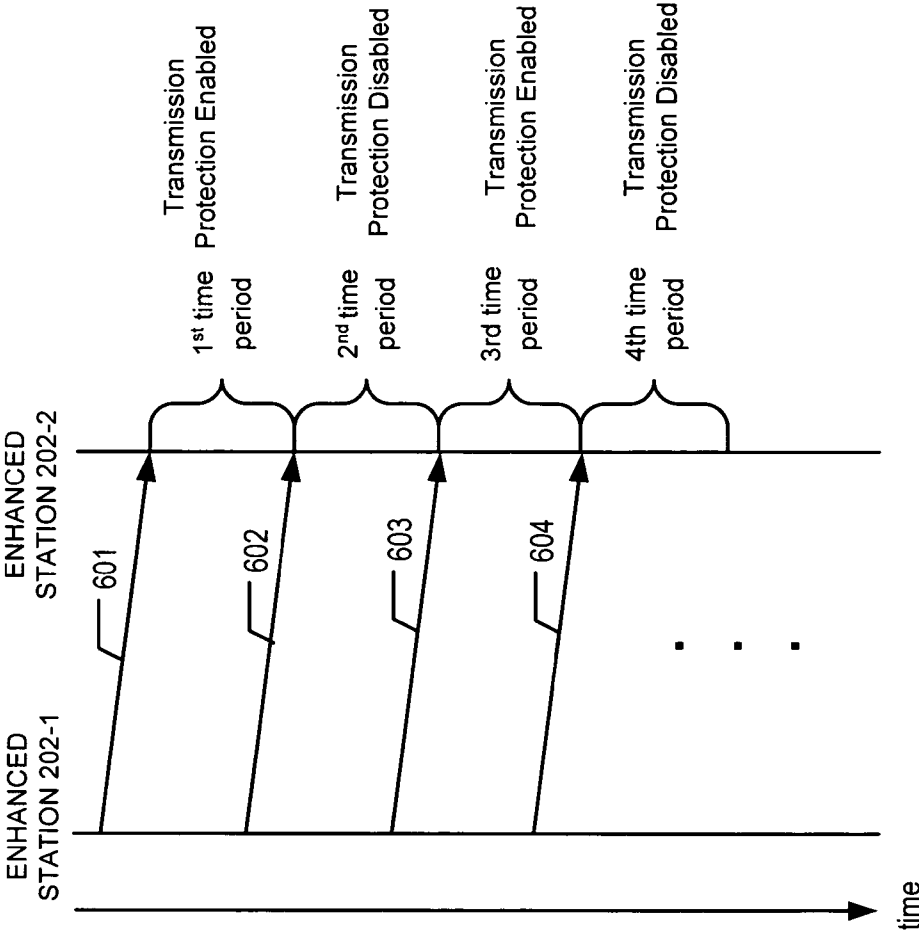 ENHANCED
STATION 202-1
ENHANCED
STATION 202-2
601
602
603
604
1st time
period
Transmission
Protection Enabled
2nd time
period
Transmission
Protection Disabled
3rd time
period
Transmission
Protection Enabled
4th time
period
Transmission
Protection Disabled
time